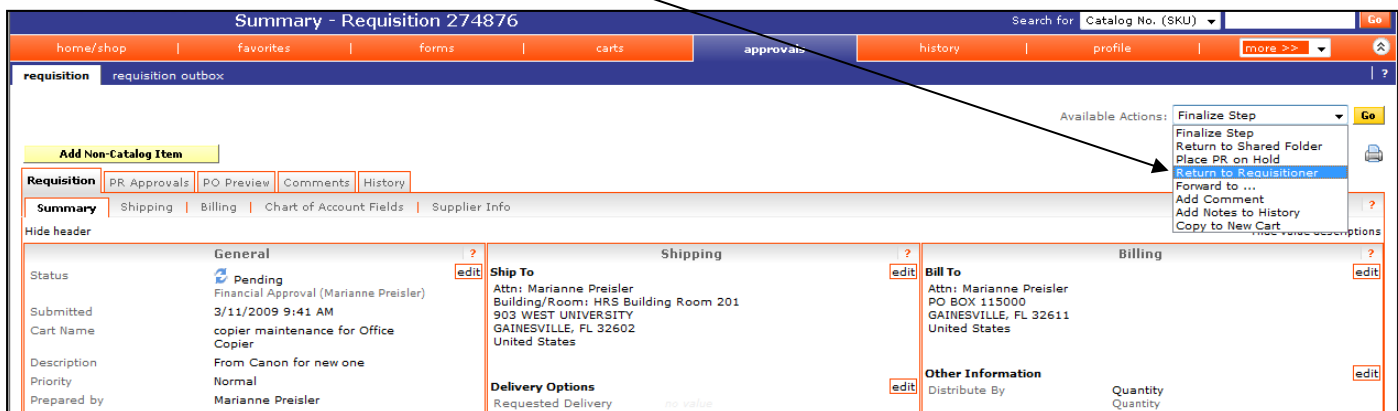 Summary - Requisition 274876
Search for Catalog No. (SKU) Go
home/shop | favorites | forms | carts approvals history | profile | more >>
requisition requisition outbox | ?
Available Actions: Finalize Step Go
Finalize Step
Return to Shared Folder
Add Non-Catalog Item
Place PR on Hold
Return to Requisitioner
Requisition PR Approvals PO Preview Comments History
Forward to ...
Add Comment
Summary Shipping | Billing | Chart of Account Fields | Supplier Info ?
Add Notes to History
Copy to New Cart
Hide header
General ? Shipping ? Billing ?
Status Pending edit Ship To edit Bill To edit
Financial Approval (Marianne Preisler) Attn: Marianne Preisler Attn: Marianne Preisler
Building/Room: HRS Building Room 201 PO BOX 115000
Submitted 3/11/2009 9:41 AM 903 WEST UNIVERSITY GAINESVILLE, FL 32611
Cart Name copier maintenance for Office GAINESVILLE, FL 32602 United States
Copier United States
Description From Canon for new one
Priority Normal Other Information edit
Delivery Options edit Distribute By Quantity
Prepared by Marianne Preisler Requested Delivery no value Quantity